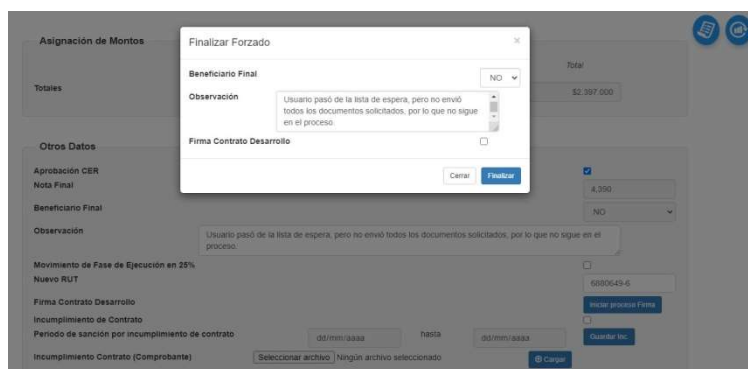 Asignación de Montos
Total
Totales
$2.397.000
Finalizar Forzado
×
Beneficiario Final
NO
Observación
Usuario pasó de la lista de espera, pero no envió
todos los documentos solicitados, por lo que no sigue
en el proceso
Firma Contrato Desarrollo
Cerrar
Finalizar
Otros Datos
Aprobación CER
Nota Final
4,390
Beneficiario Final
NO
Observación
Usuario pasó de la lista de espera, pero no envió todos los documentos solicitados, por lo que no sigue en el
proceso.
Movimiento de Fase de Ejecución en 25%
Nuevo RUT
6880649-6
Firma Contrato Desarrollo
Iniciar proceso Firma
Incumplimiento de Contrato
Periodo de sanción por incumplimiento de contrato
dd/mm/aaaa
hasta
dd/mm/aaaa
Guardar Inc.
Incumplimiento Contrato (Comprobante)
Seleccionar archivo
Ningún archivo seleccionado
Cargar